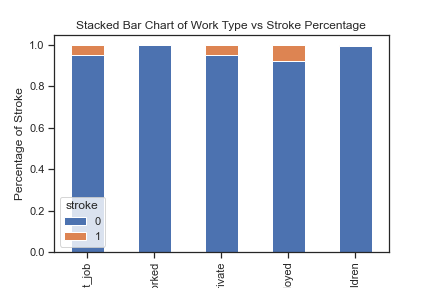 Stacked Bar Chart of Work Type vs Stroke Percentage
Percentage of Stroke
1.0
0.8
0.6
0.4
0.2
0.0
stroke
0
1
t_job
orked
rivate
loyed
ldren